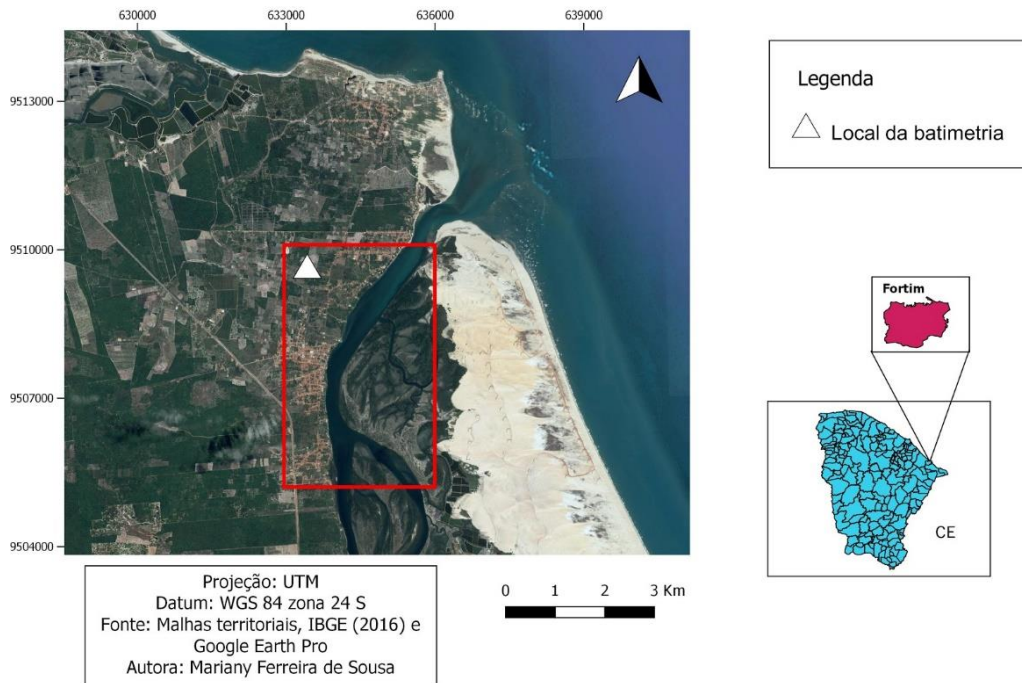 630000 633000 636000 639000
9513000
9510000
9507000
9504000
Legenda
Local da batimetria
Fortim
CE
0 1 2 3 Km
Projeção: UTM
Datum: WGS 84 zona 24 S
Fonte: Malhas territoriais, IBGE (2016) e
Google Earth Pro
Autora: Mariany Ferreira de Sousa